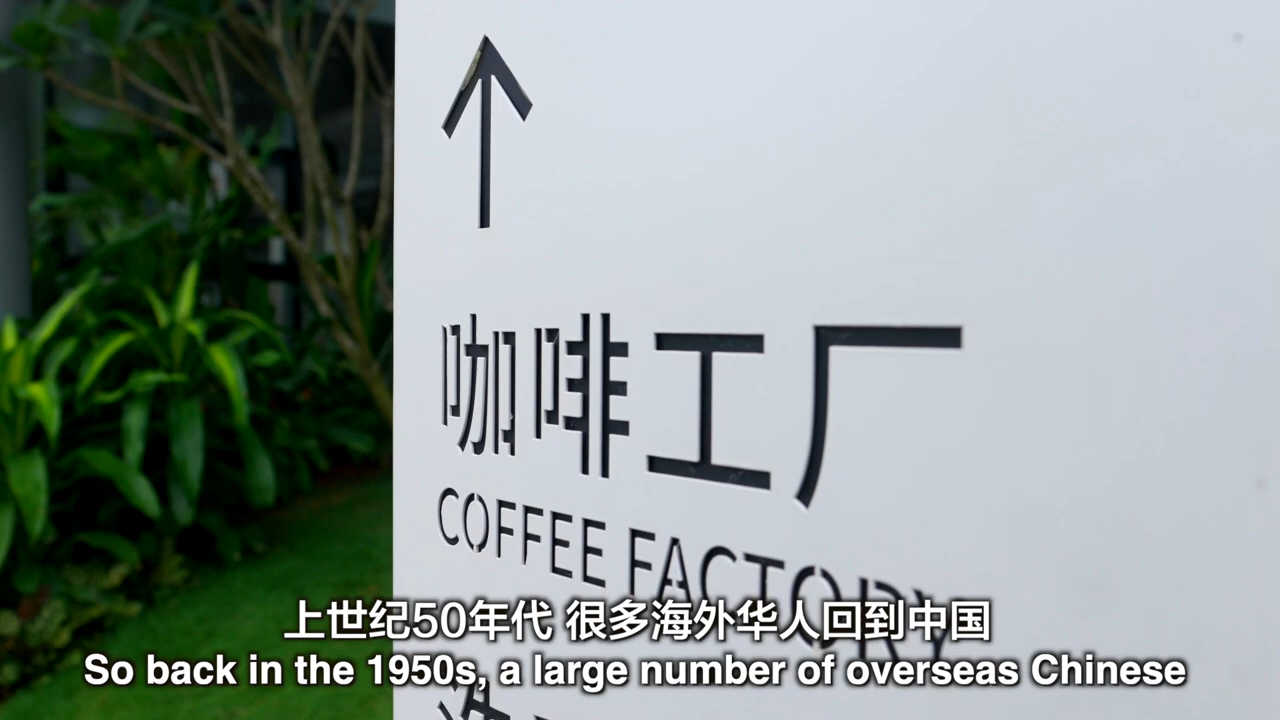 咖啡工厂
COFFEE FACTORY
上世纪50年代 很多海外华人回到中国
So back in the 1950s, a large number of overseas Chinese